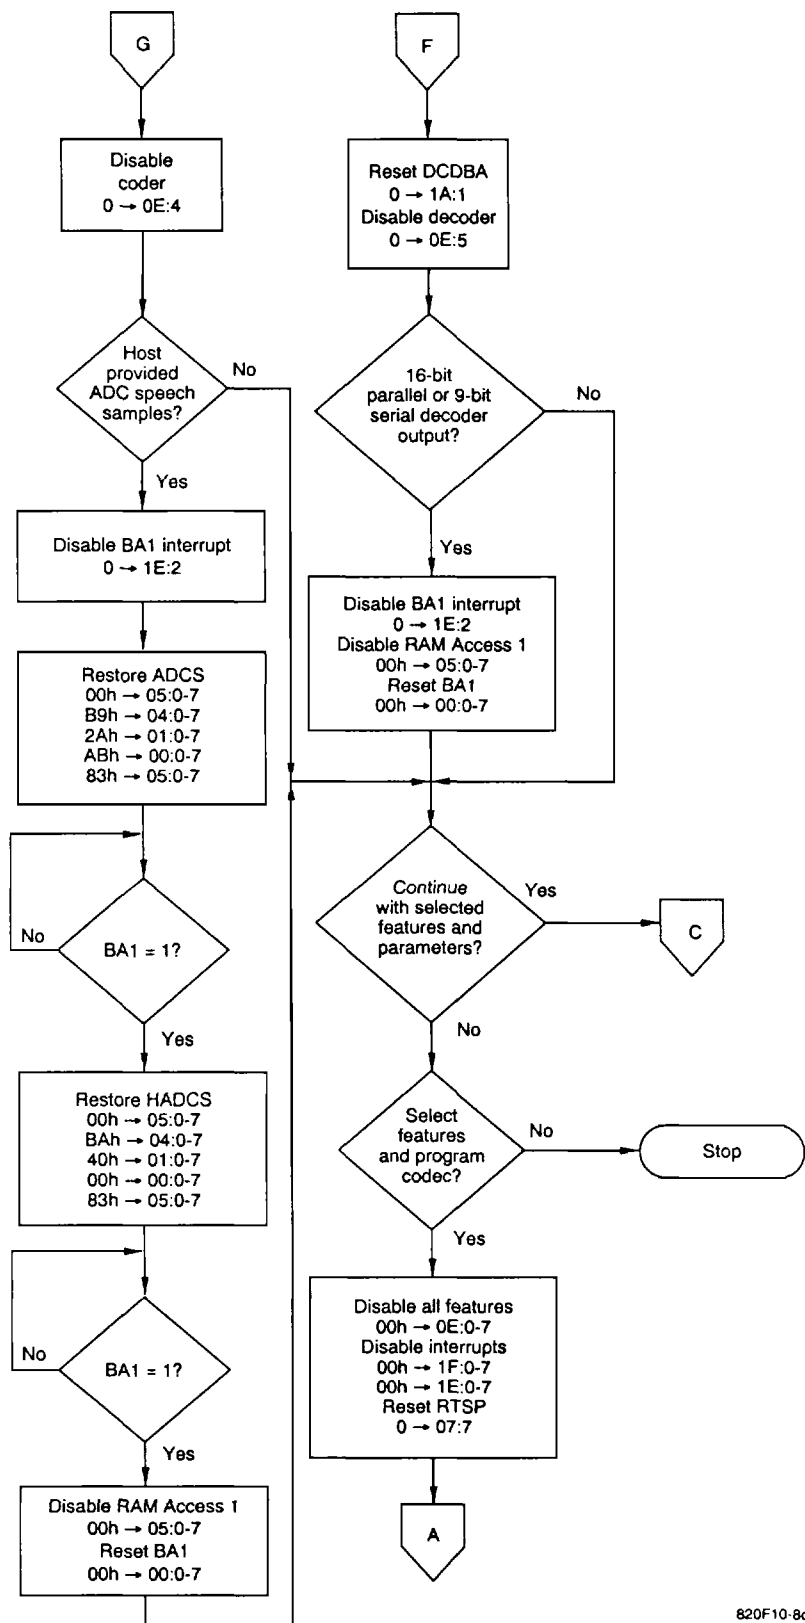 G
Disable
coder
0 → 0E:4
Host
provided
ADC speech
samples?
No
Yes
Disable BA1 interrupt
0 → 1E:2
Restore ADCS
00h → 05:0-7
B9h → 04:0-7
2Ah → 01:0-7
ABh → 00:0-7
83h → 05:0-7
No
BA1 = 1?
Yes
Restore HADCS
00h → 05:0-7
BAh → 04:0-7
40h → 01:0-7
00h → 00:0-7
83h → 05:0-7
No
BA1 = 1?
Yes
Disable RAM Access 1
00h → 05:0-7
Reset BA1
00h → 00:0-7
F
Reset DCDBA
0 → 1A:1
Disable decoder
0 → 0E:5
16-bit
parallel or 9-bit
serial decoder
output?
No
Yes
Disable BA1 interrupt
0 → 1E:2
Disable RAM Access 1
00h → 05:0-7
Reset BA1
00h → 00:0-7
Continue
with selected
features and
parameters?
Yes
C
No
Select
features
and program
codec?
No
Stop
Yes
Disable all features
00h → 0E:0-7
Disable interrupts
00h → 1F:0-7
00h → 1E:0-7
Reset RTSP
0 → 07:7
A